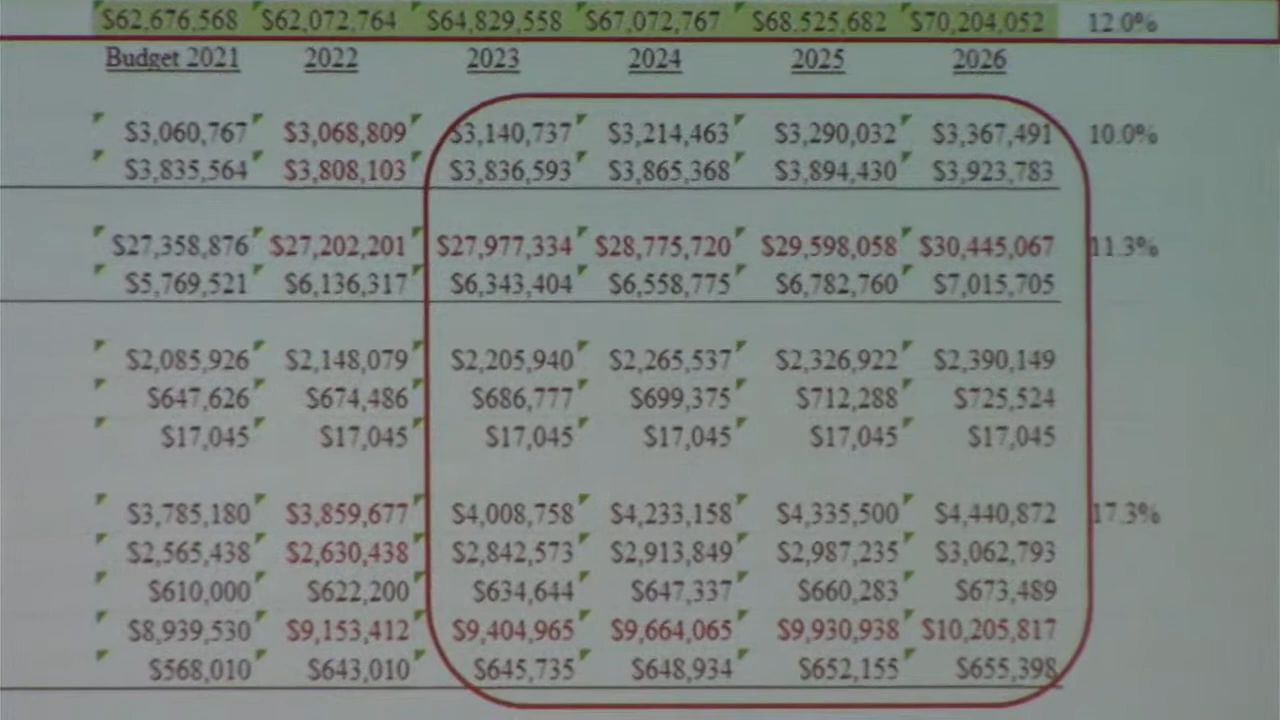 $62,676,568 $62,072,764 $64,829,558 $67,072,767 $68,525,682 $70,204,052 12.0%
Budget 2021 2022 2023 2024 2025 2026
$3,060,767 $3,068,809 $3,140,737 $3,214,463 $3,290,032 $3,367,491 10.0%
$3,835,564 $3,808,103 $3,836,593 $3,865,368 $3,894,430 $3,923,783
$27,358,876 $27,202,201 $27,977,334 $28,775,720 $29,598,058 $30,445,067 11.3%
$5,769,521 $6,136,317 $6,343,404 $6,558,775 $6,782,760 $7,015,705
$2,085,926 $2,148,079 $2,205,940 $2,265,537 $2,326,922 $2,390,149
$647,626 $674,486 $686,777 $699,375 $712,288 $725,524
$17,045 $17,045 $17,045 $17,045 $17,045 $17,045
$3,785,180 $3,859,677 $4,008,758 $4,233,158 $4,335,500 $4,440,872 17.3%
$2,565,438 $2,630,438 $2,842,573 $2,913,849 $2,987,235 $3,062,793
$610,000 $622,200 $634,644 $647,337 $660,283 $673,489
$8,939,530 $9,153,412 $9,404,965 $9,664,065 $9,930,938 $10,205,817
$568,010 $643,010 $645,735 $648,934 $652,155 $655,398